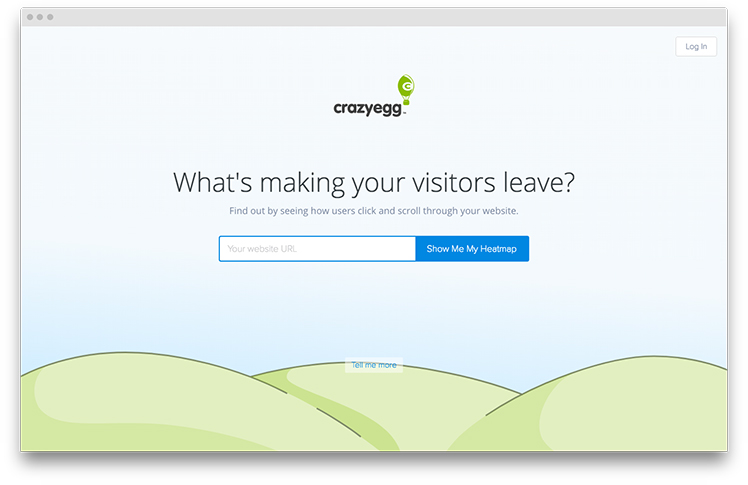 Log In
crazyegg™
What's making your visitors leave?
Find out by seeing how users click and scroll through your website.
Your website URL
Show Me My Heatmap
Tell me more